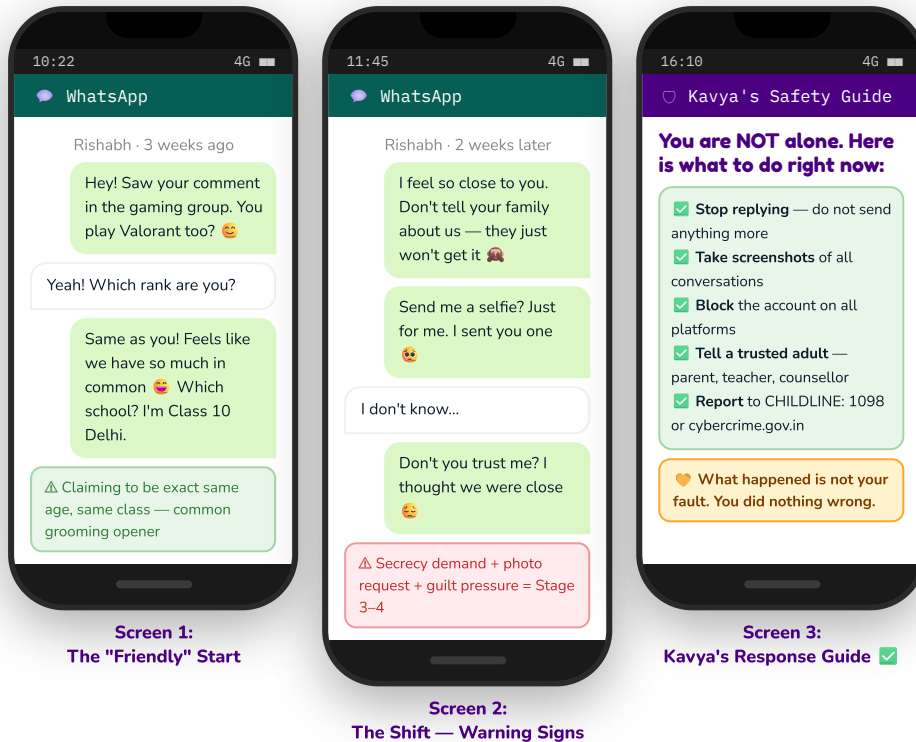 10:22 4G
WhatsApp
Rishabh · 3 weeks ago
Hey! Saw your comment
in the gaming group. You
play Valorant too? 😊
Yeah! Which rank are you?
Same as you! Feels like
we have so much in
common 😄 Which
school? I'm Class 10
Delhi.
⚠ Claiming to be exact same
age, same class — common
grooming opener
Screen 1:
The "Friendly" Start
11:45 4G
WhatsApp
Rishabh · 2 weeks later
I feel so close to you.
Don't tell your family
about us — they just
won't get it 🙈
Send me a selfie? Just
for me. I sent you one
🥺
I don't know...
Don't you trust me? I
thought we were close
😔
⚠ Secrecy demand + photo
request + guilt pressure = Stage
3–4
Screen 2:
The Shift — Warning Signs
16:10 4G
Kavya's Safety Guide
You are NOT alone. Here
is what to do right now:
✅ Stop replying — do not send
anything more
✅ Take screenshots of all
conversations
✅ Block the account on all
platforms
✅ Tell a trusted adult —
parent, teacher, counsellor
✅ Report to CHILDLINE: 1098
or cybercrime.gov.in
🧡 What happened is not your
fault. You did nothing wrong.
Screen 3:
Kavya's Response Guide ✅